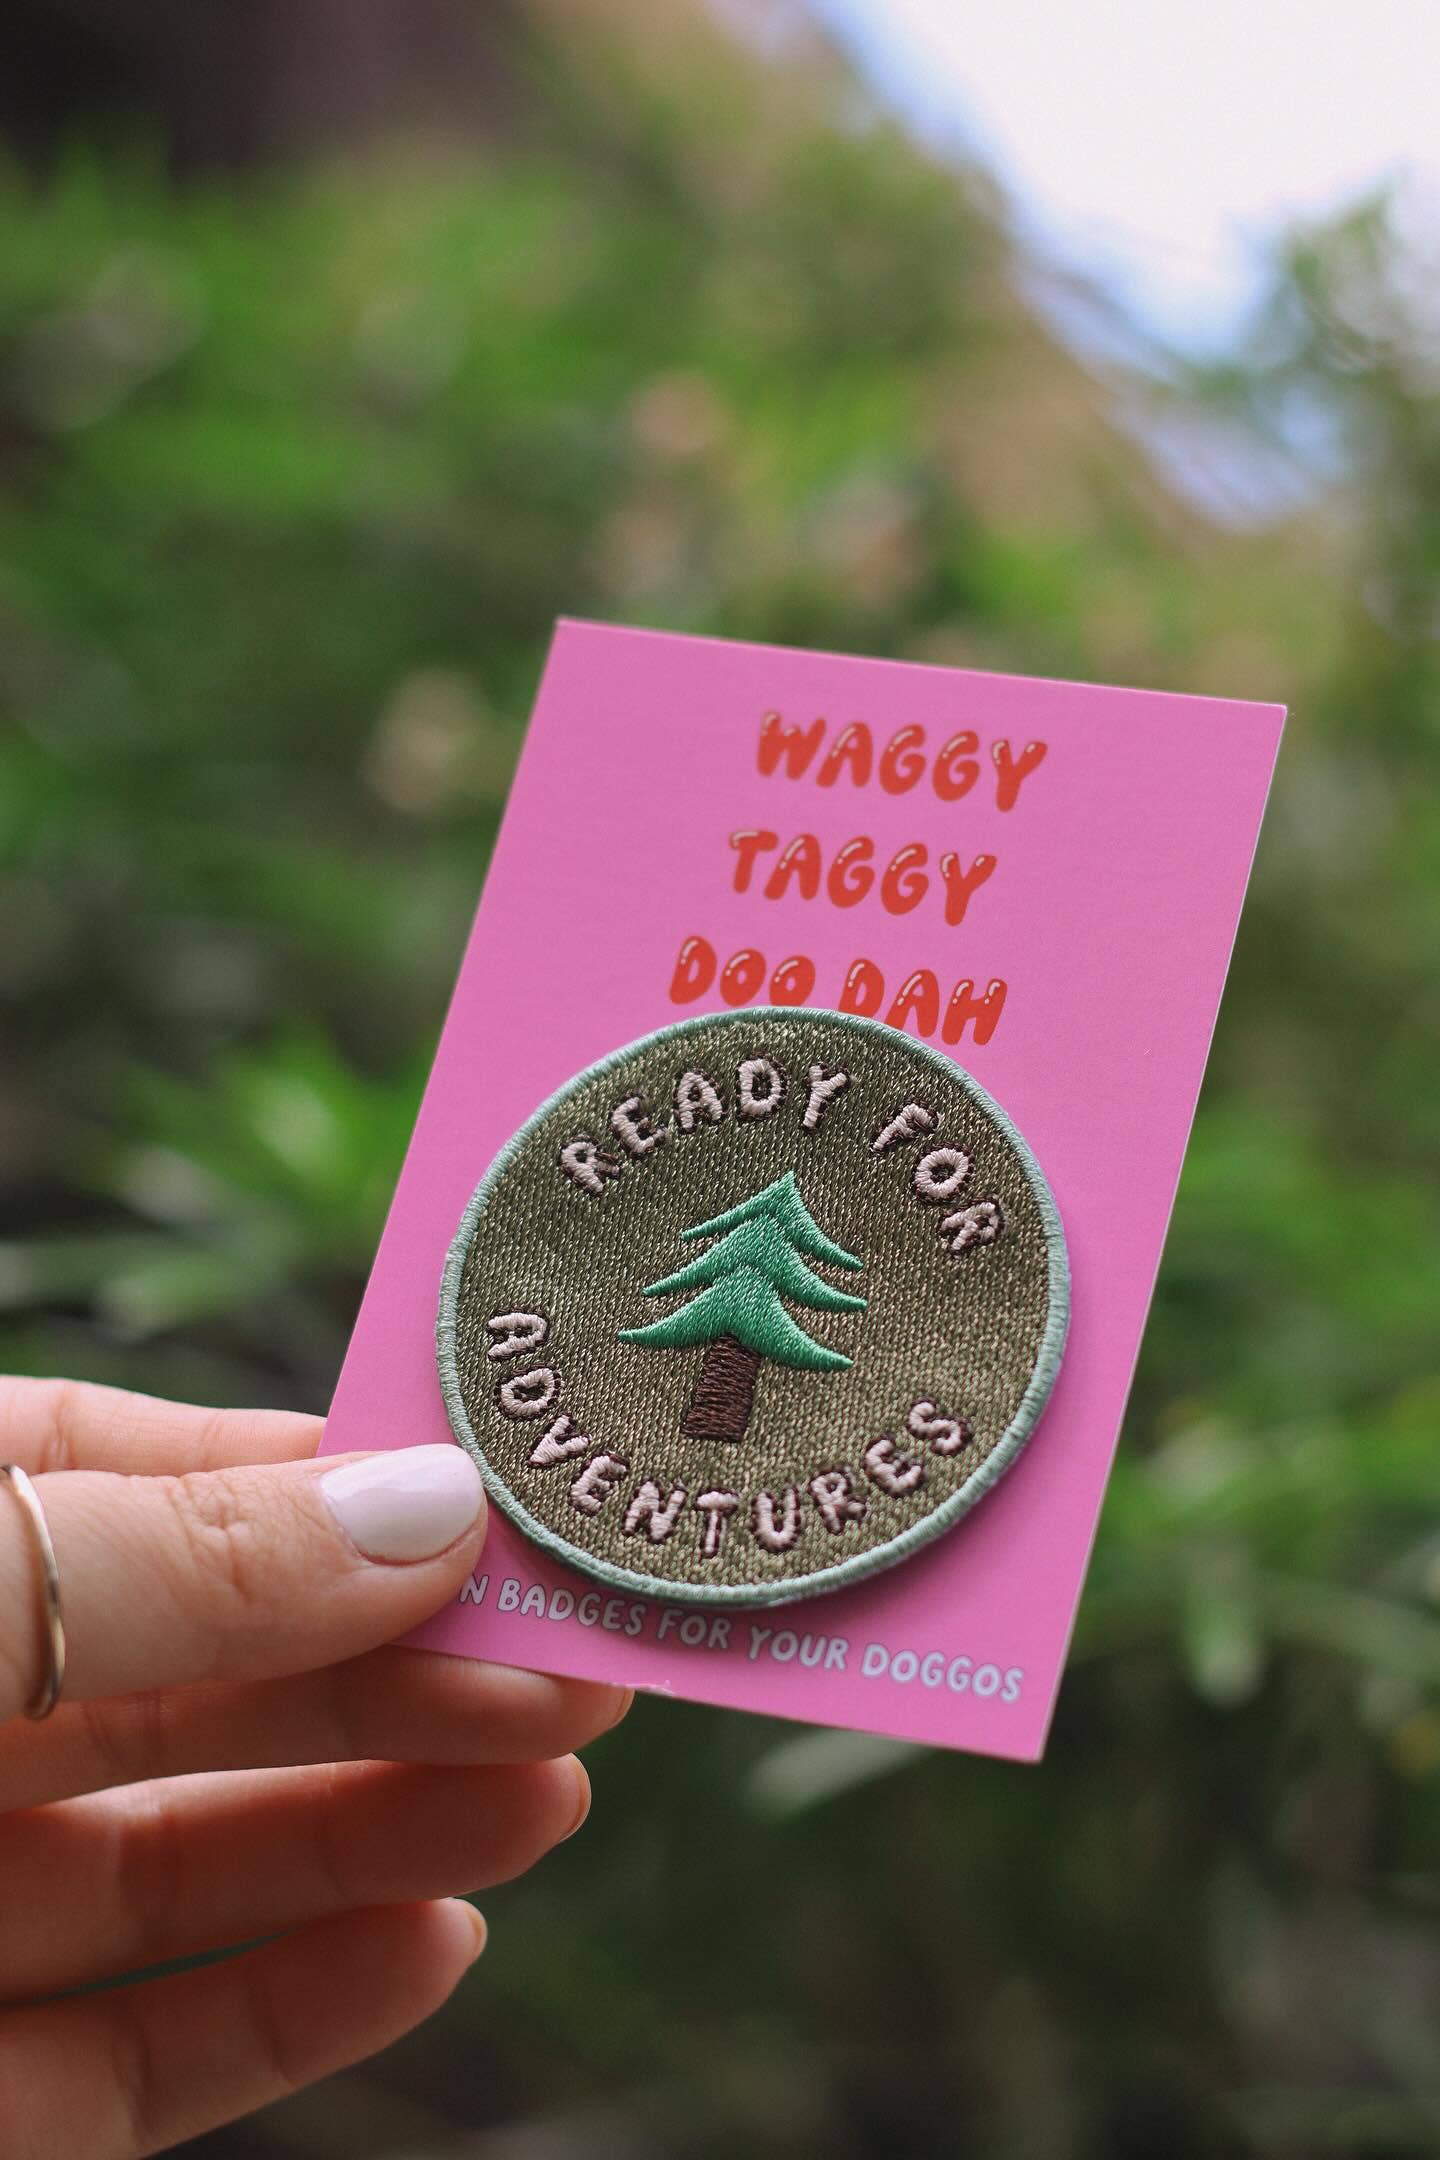 WAGGY
TAGGY
DOO DAH
READY FOR
ADVENTURES
BADGES FOR YOUR DOGGOS